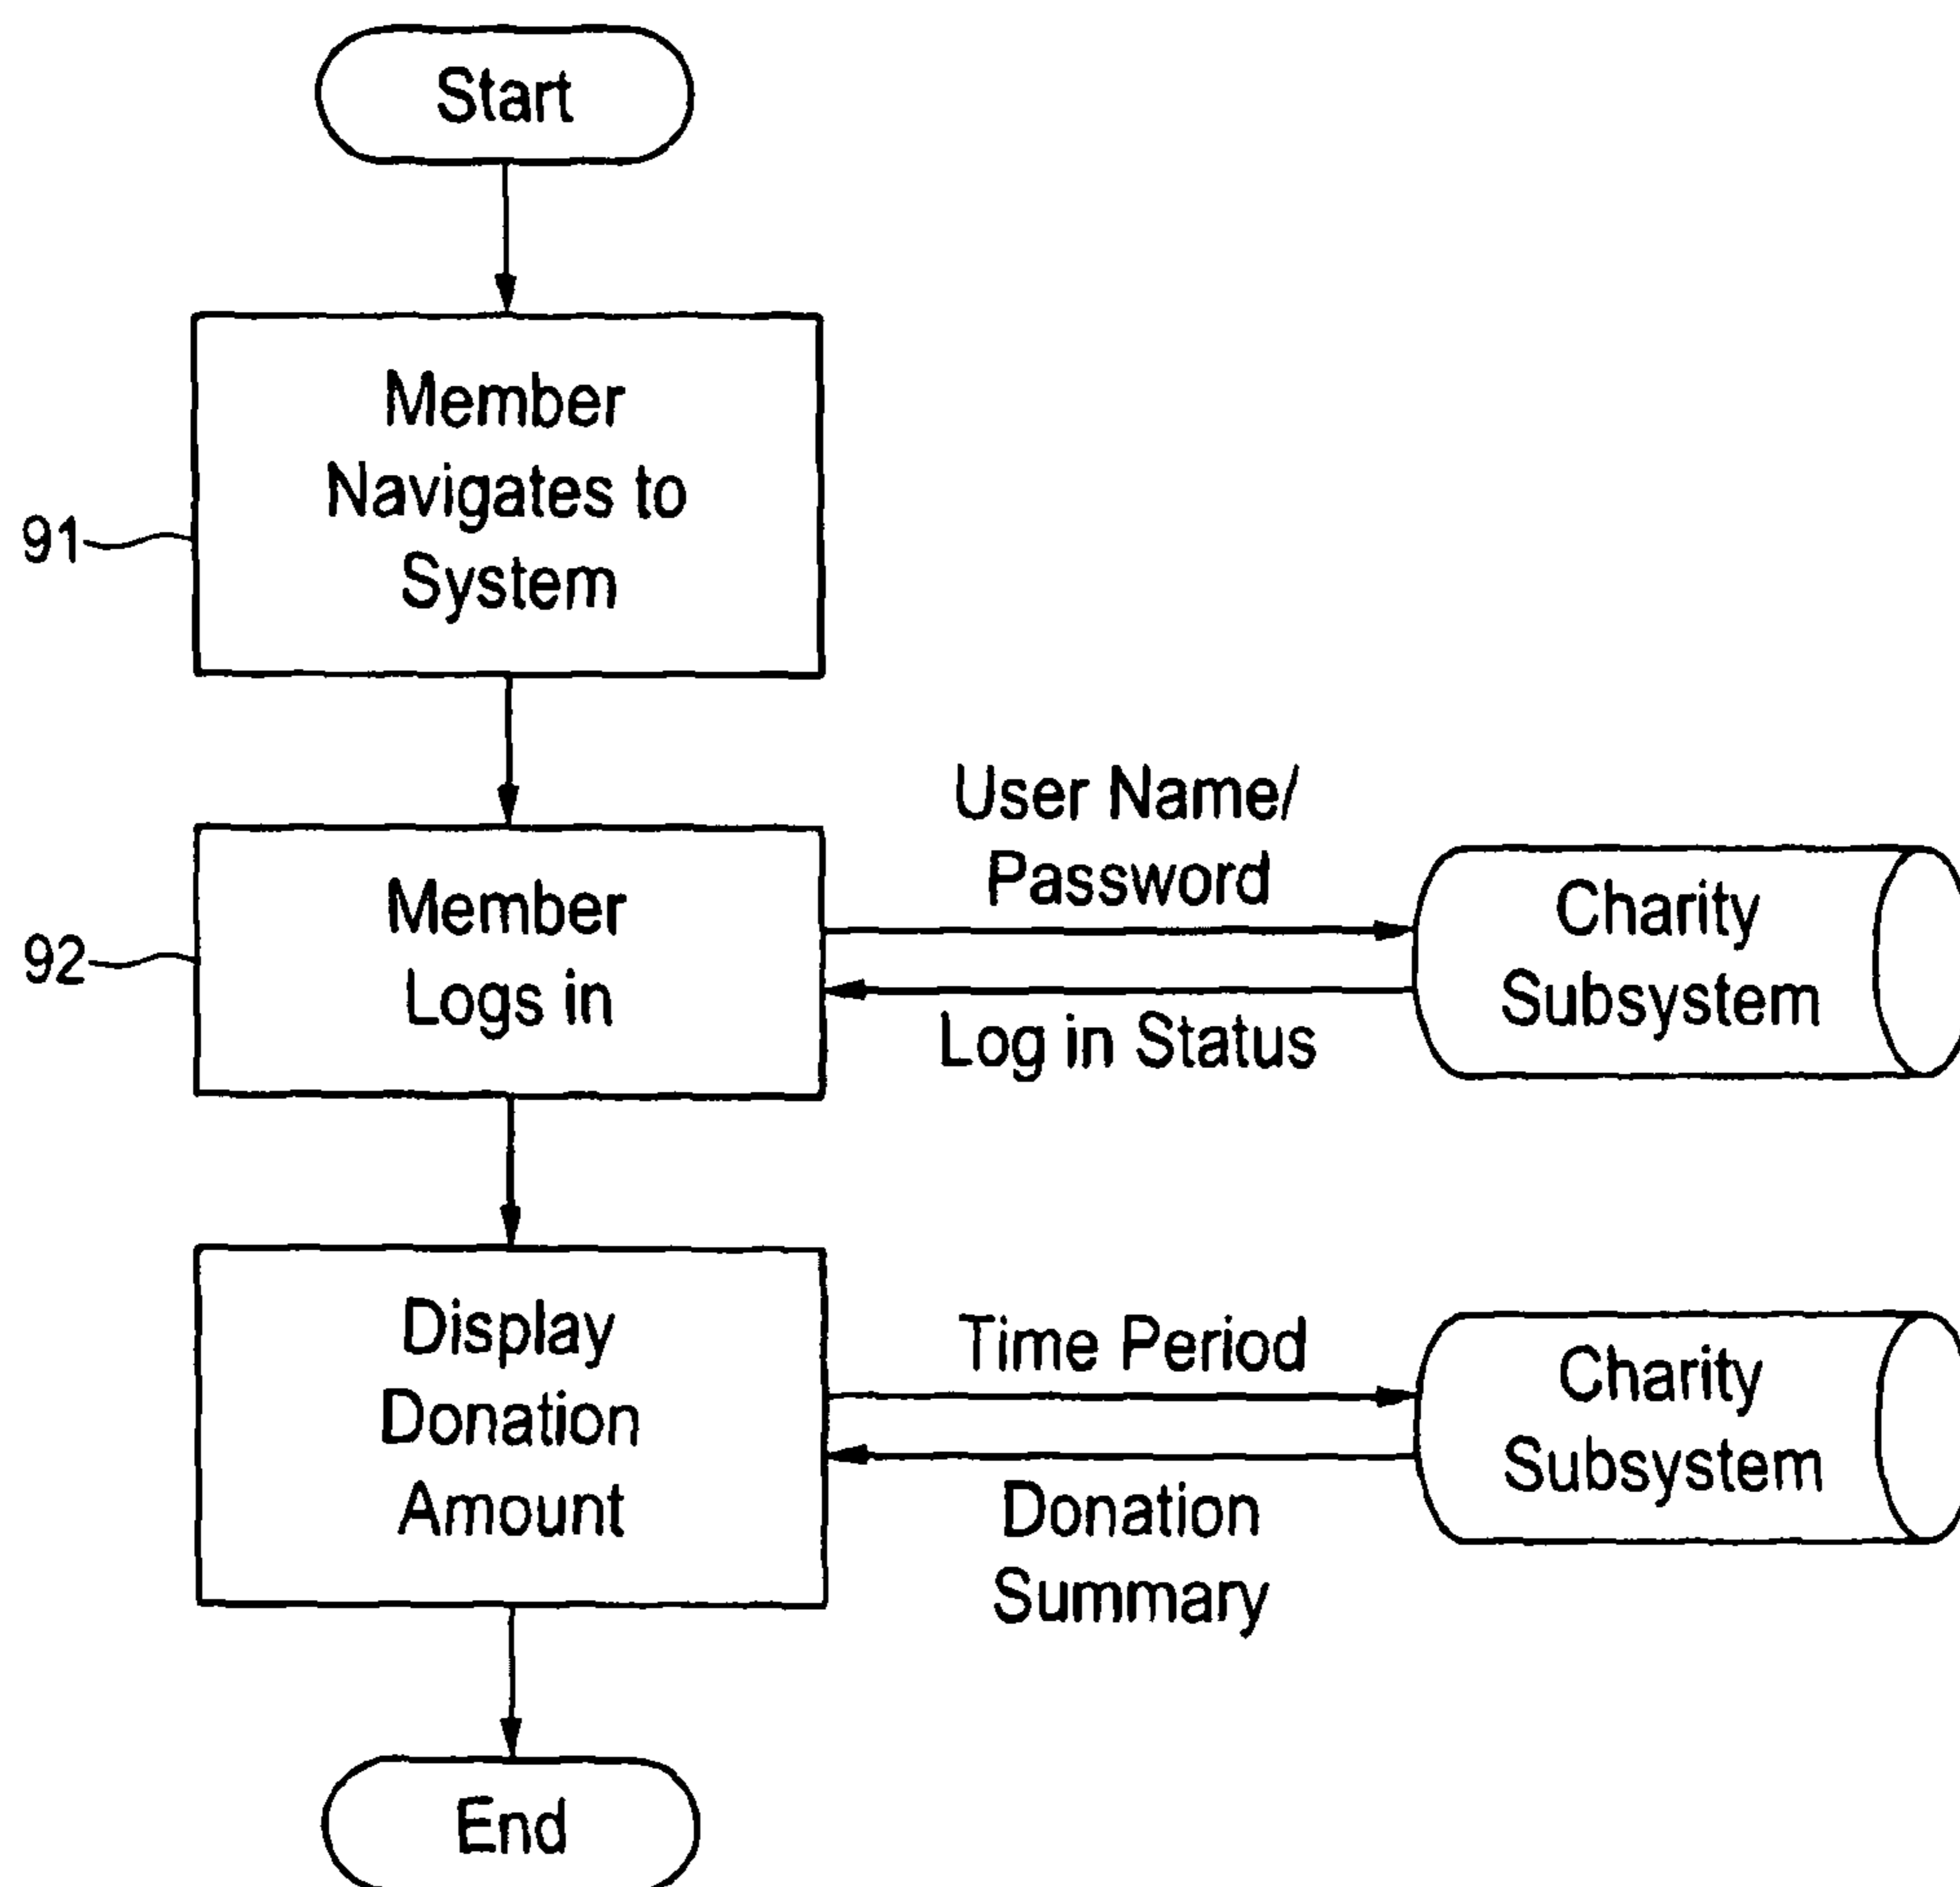 Start
Member
Navigates to
System
91
Member
Logs in
92
User Name/
Password
Log in Status
Charity
Subsystem
Display
Donation
Amount
Time Period
Donation
Summary
Charity
Subsystem
End